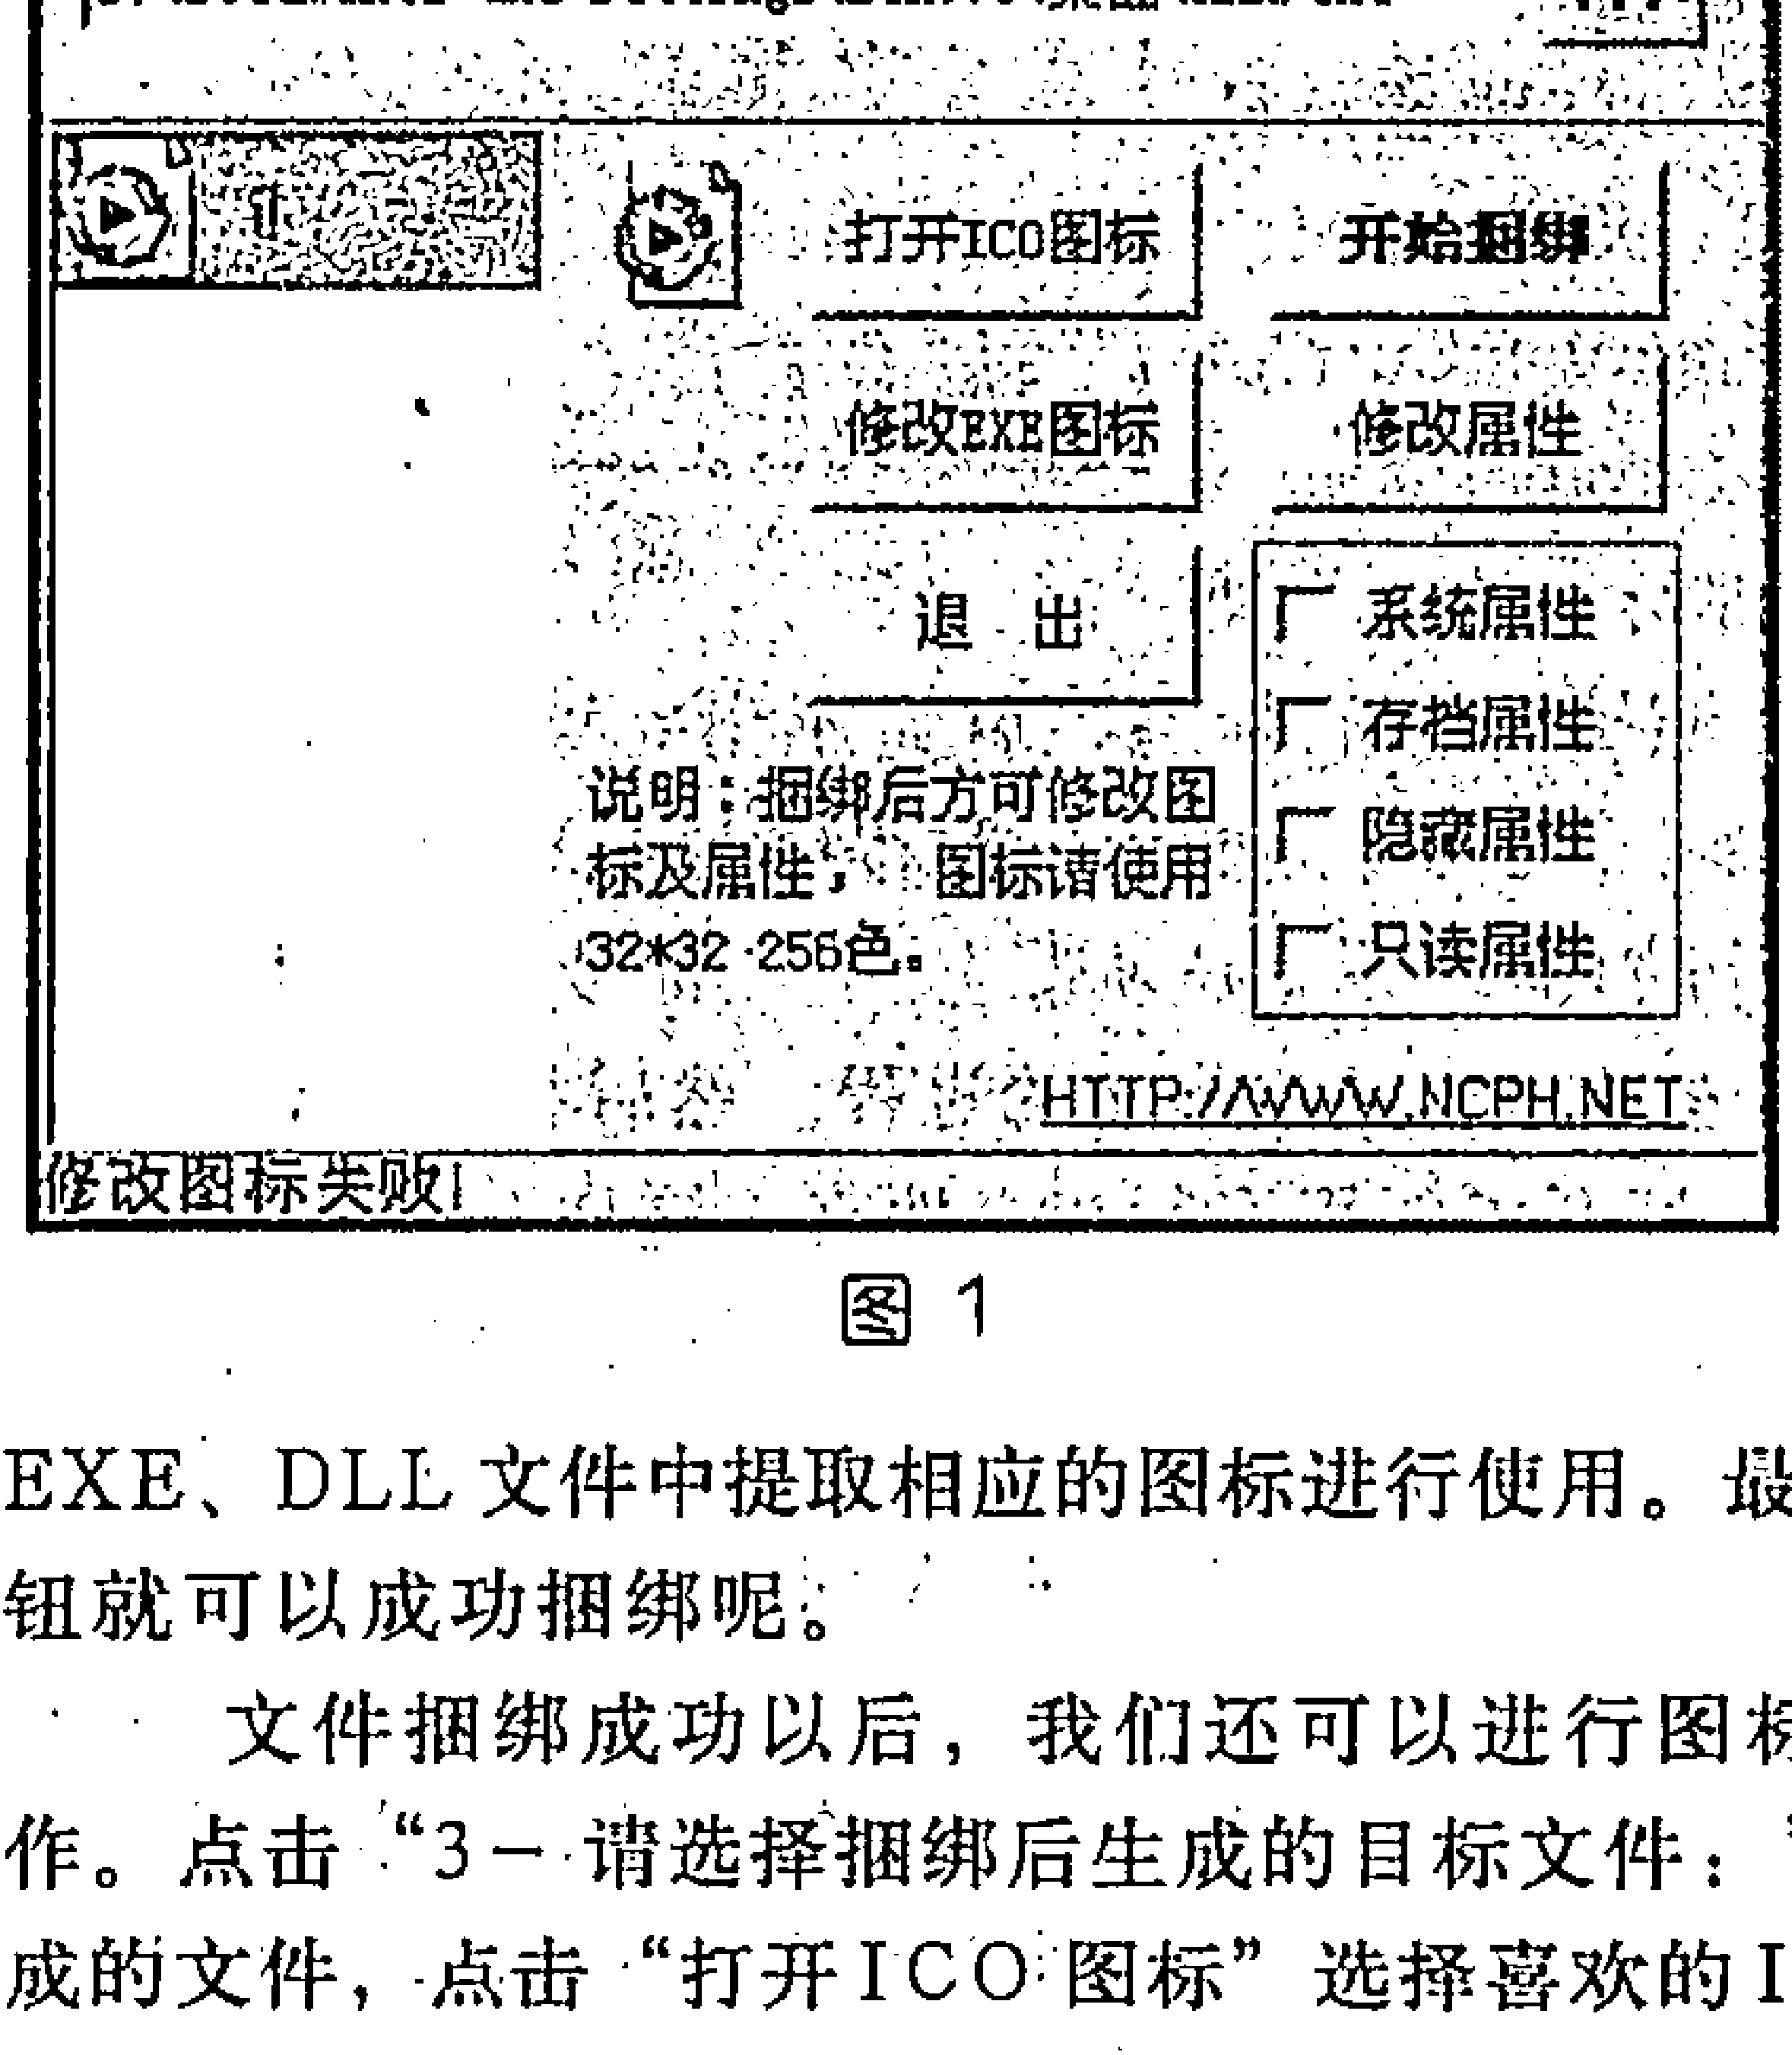 1
打开ICO图标 开始捆绑
修改EXE图标 修改属性
退 出
系统属性
存挡属性
隐藏属性
只读属性
说明：捆绑后方可修改图
标及属性， 图标请使用
32*32 256色。
HTTP://WWW.NCPH.NET
修改图标失败!
图 1
EXE、DLL 文件中提取相应的图标进行使用。最
钮就可以成功捆绑呢。
文件捆绑成功以后，我们还可以进行图标
作。点击“3－请选择捆绑后生成的目标文件：
成的文件，点击“打开ICO图标”选择喜欢的I